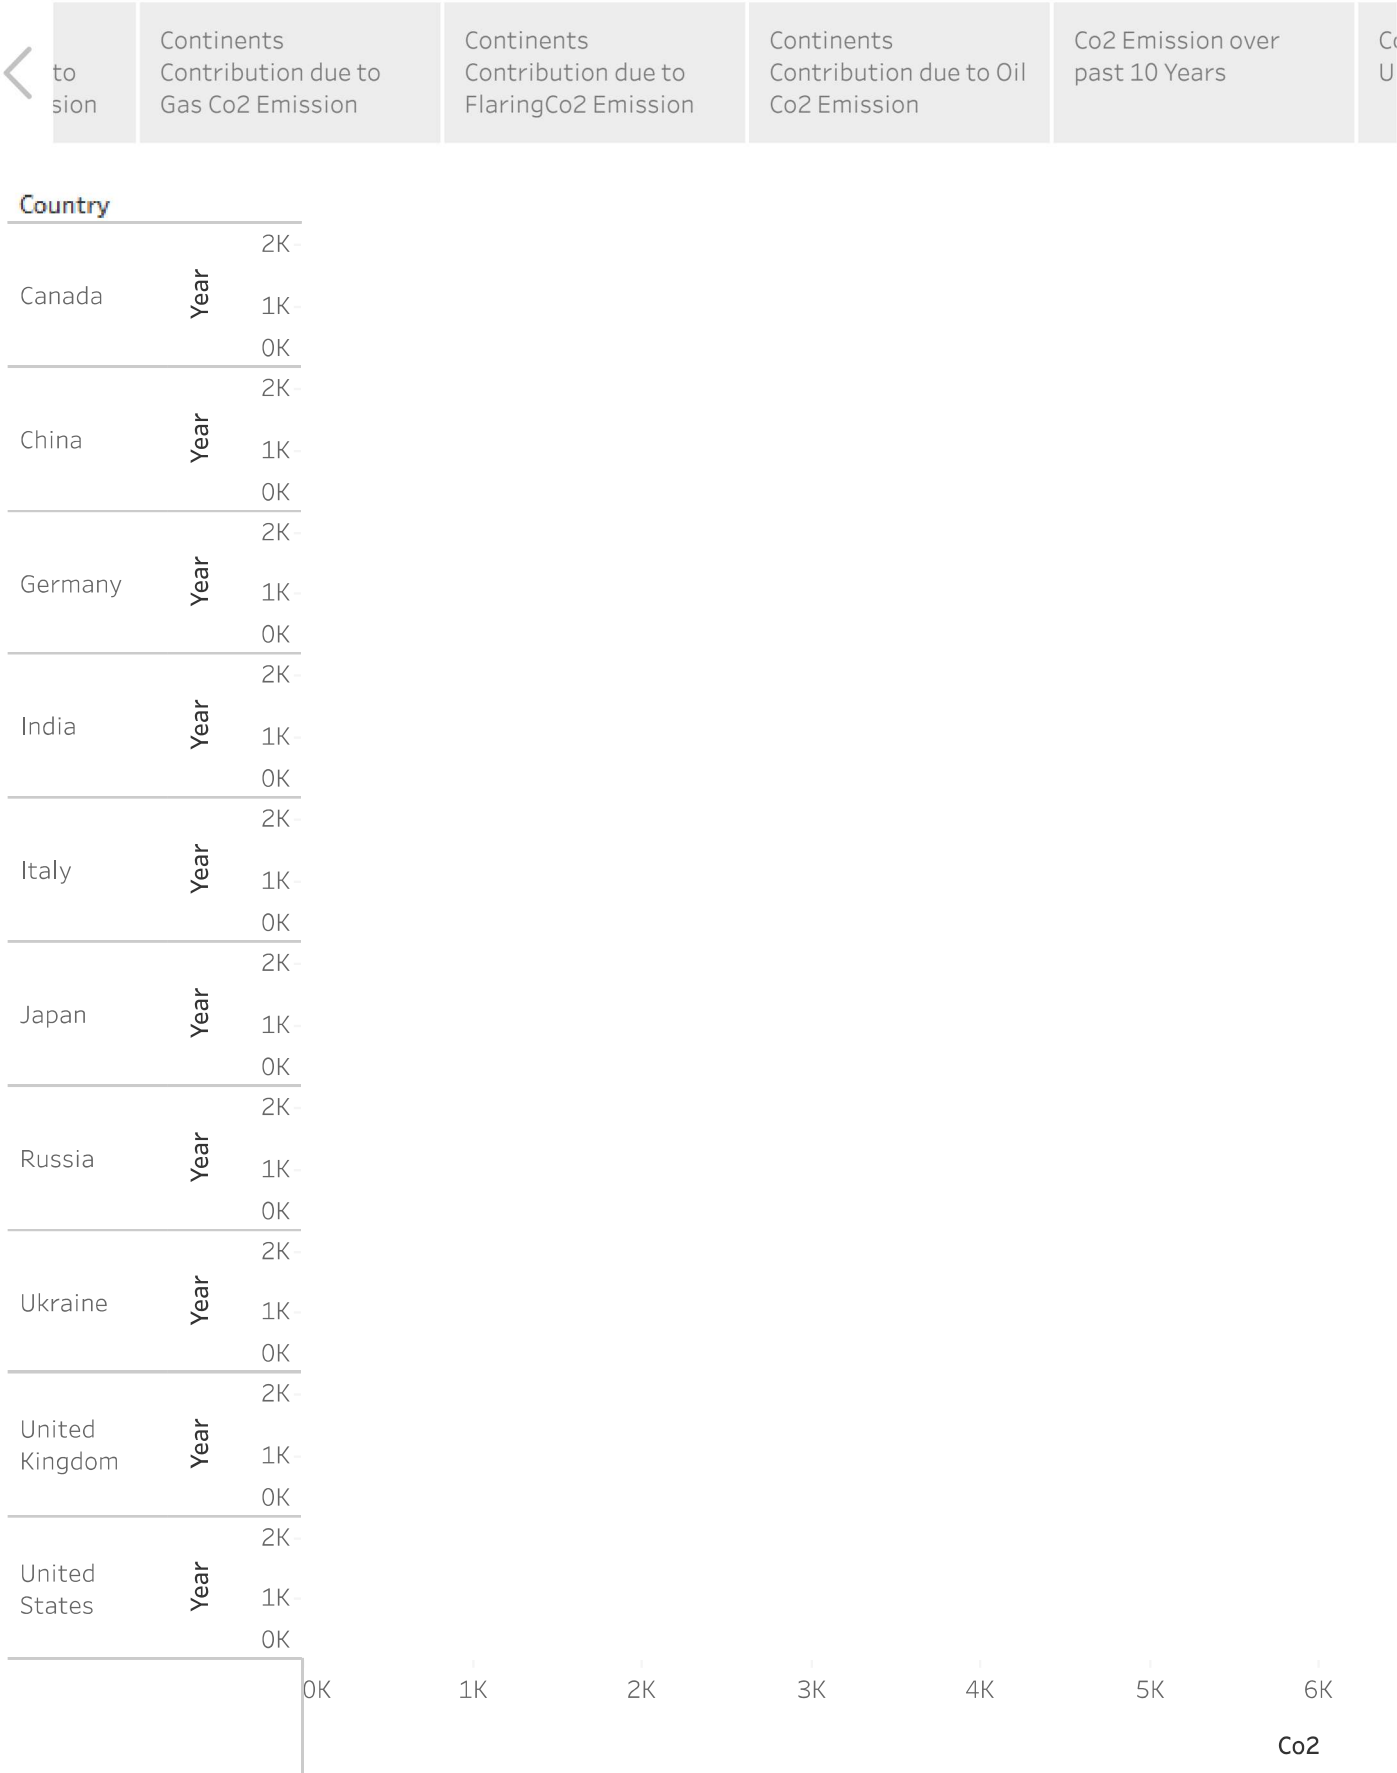 to
sion
Continents
Contribution due to
Gas Co2 Emission
Continents
Contribution due to
FlaringCo2 Emission
Continents
Contribution due to Oil
Co2 Emission
Co2 Emission over
past 10 Years
Country
Canada
Year
2K
1K
0K
China
Year
2K
1K
0K
Germany
Year
2K
1K
0K
India
Year
2K
1K
0K
Italy
Year
2K
1K
0K
Japan
Year
2K
1K
0K
Russia
Year
2K
1K
0K
Ukraine
Year
2K
1K
0K
United
Kingdom
Year
2K
1K
0K
United
States
Year
2K
1K
0K
0K 1K 2K 3K 4K 5K 6K
Co2